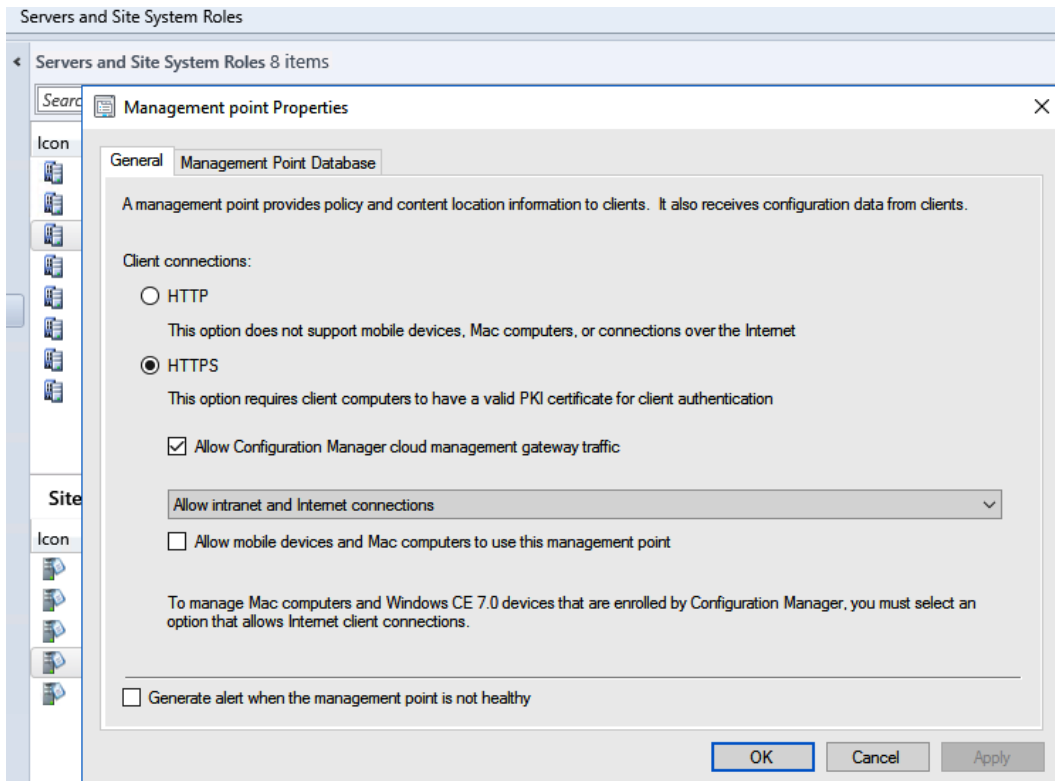 Servers and Site System Roles
Servers and Site System Roles 8 items
Searc
Management point Properties
Icon
General
Management Point Database
A management point provides policy and content location information to clients. It also receives configuration data from clients.
Client connections:
HTTP
This option does not support mobile devices, Mac computers, or connections over the Internet
HTTPS
This option requires client computers to have a valid PKI certificate for client authentication
Allow Configuration Manager cloud management gateway traffic
Site
Allow intranet and Internet connections
Icon
Allow mobile devices and Mac computers to use this management point
To manage Mac computers and Windows CE 7.0 devices that are enrolled by Configuration Manager, you must select an
option that allows Internet client connections.
Generate alert when the management point is not healthy
OK
Cancel
Apply